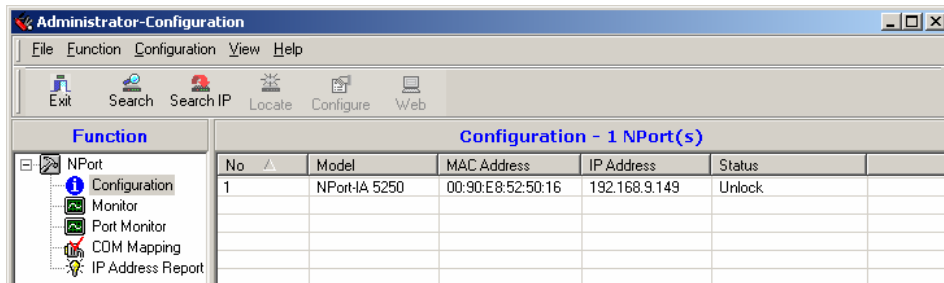 Administrator-Configuration
File Function Configuration View Help
Exit Search Search IP Locate Configure Web
Function
NPort
Configuration
Monitor
Port Monitor
COM Mapping
IP Address Report
Configuration - 1 NPort(s)
No Model MAC Address IP Address Status
1 NPort-IA 5250 00:90:E8:52:50:16 192.168.9.149 Unlock